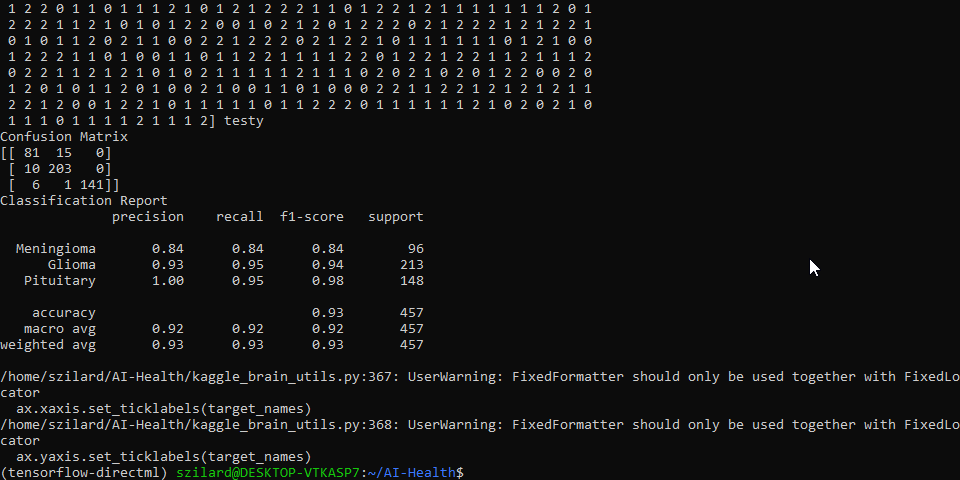 1 2 2 0 1 1 0 1 1 1 2 1 0 1 2 1 2 2 2 1 1 0 1 2 2 1 2 1 1 1 1 1 1 1 2 0 1
2 2 2 1 1 2 1 0 1 0 1 2 2 0 0 1 0 2 1 0 1 2 1 0 1 1 1 2 1 1 2 1 1 2 1 2 1
0 1 0 1 1 2 0 2 1 1 0 0 2 2 1 2 2 2 0 2 2 1 2 2 1 0 1 1 1 1 1 1 0 1 2 1 0 0
1 2 2 2 1 1 0 1 0 0 1 1 0 1 1 2 2 1 1 1 1 2 2 0 1 2 2 1 2 2 1 1 2 1 1 1 2
0 2 2 1 1 2 1 2 1 0 1 0 2 1 1 1 1 1 2 1 1 1 0 2 0 2 1 0 2 0 1 2 2 0 0 2 0
1 2 0 1 0 1 1 2 0 1 1 0 0 1 1 0 1 0 0 0 2 2 1 2 2 1 2 1 1 1 2 1 2 0 1 2 1 1
2 2 1 2 0 0 1 2 2 1 0 1 1 1 1 1 0 1 1 2 2 2 0 1 1 1 1 1 1 2 1 0 2 0 2 1 0
1 1 1 0 1 1 1 1 2 1 1 1 2] testy
Confusion Matrix
[[ 81 15 0]
[ 10 203 0]
[ 6 1 141]]
Classification Report
precision recall f1-score support
Meningioma 0.84 0.84 0.84 96
Glioma 0.93 0.95 0.94 213
Pituitary 1.00 0.95 0.98 148
accuracy 0.93 457
macro avg 0.92 0.92 0.92 457
weighted avg 0.93 0.93 0.93 457
/home/szilard/AI-Health/kaggle_brain_utils.py:367: UserWarning: FixedFormatter should only be used together with FixedLo
cator
ax.xaxis.set_ticklabels(target_names)
/home/szilard/AI-Health/kaggle_brain_utils.py:368: UserWarning: FixedFormatter should only be used together with FixedLo
cator
ax.yaxis.set_ticklabels(target_names)
(tensorflow-directml) szilard@DESKTOP-VTKASP7:~/AI-Health$